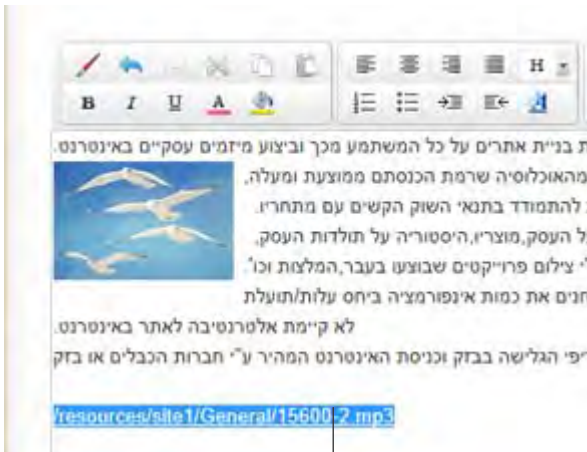 H
B I U A
ת בניית אתרים על כל המשתמע מכך וביצוע מיזמים עסקיים באינטרנט.
מהאוכלוסיה שרמת הכנסתם ממוצעת ומעלה,
להתמודד בתנאי השוק הקשים עם מתחריו.
ל העסק,מוצריו,היסטוריה על תולדות העסק,
י צילום פרוייקטים שבוצעו בעבר,המלצות וכו'.
חנים את כמות אינפורמציה ביחס עלות/תועלת
לא קיימת אלטרנטיבה לאתר באינטרנט.
יפי הגלישה בבזק וכניסת האינטרנט המהיר ע"י חברות הכבלים או בזק
/resources/site1/General/15600-2.mp3